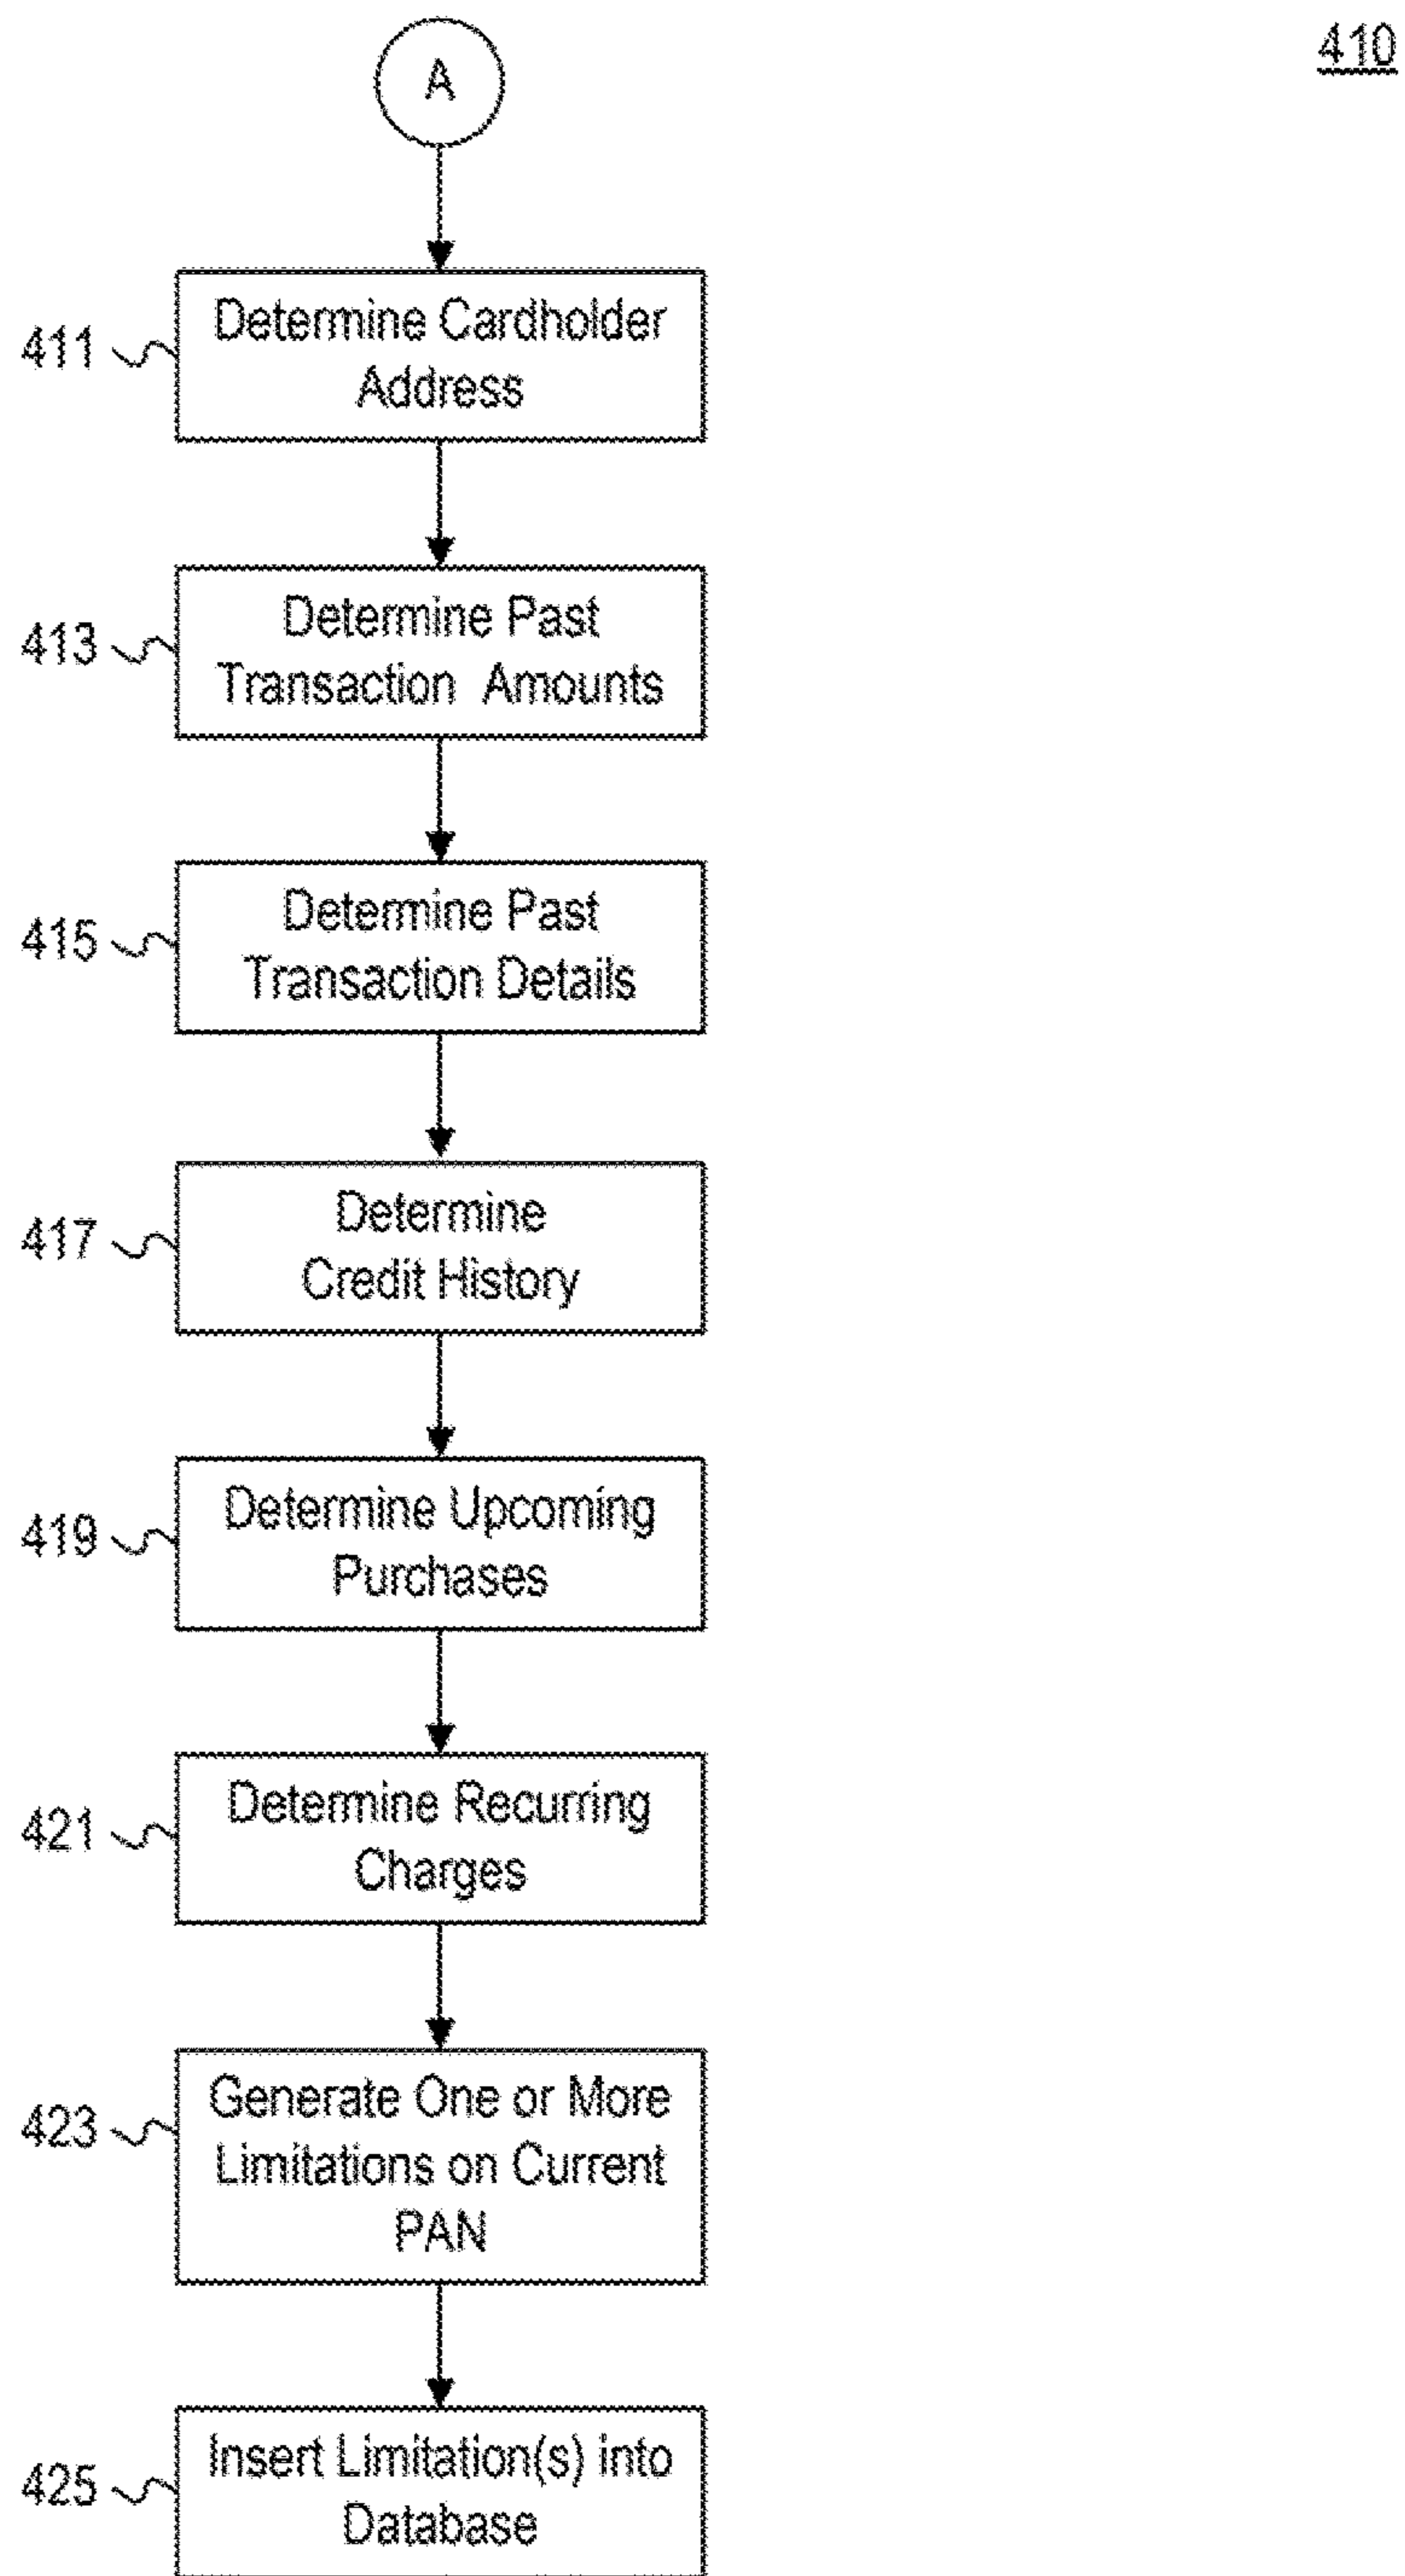 410
A
411
Determine Cardholder
Address
413
Determine Past
Transaction Amounts
415
Determine Past
Transaction Details
417
Determine
Credit History
419
Determine Upcoming
Purchases
421
Determine Recurring
Charges
423
Generate One or More
Limitations on Current
PAN
425
Insert Limitation(s) into
Database